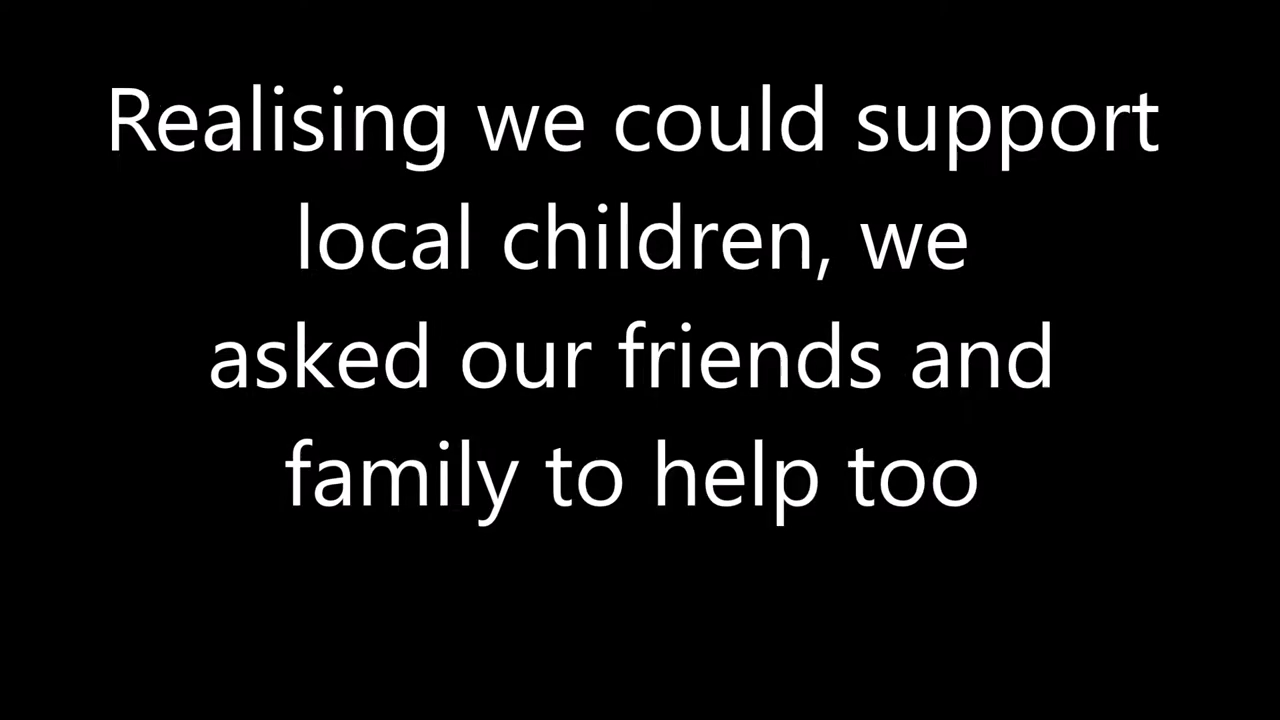 Realising we could support
local children, we
asked our friends and
family to help too